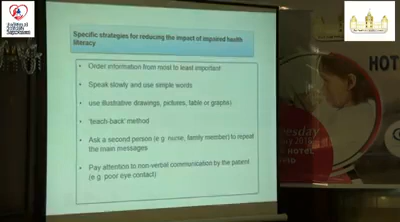 Specific strategies for reducing the impact of impaired health
literacy
• Order information from most to least important
• Speak slowly and use simple words
• use illustrative drawings, pictures, table or graphs)
• 'teach-back' method
• Ask a second person (e.g. nurse, family member) to repeat
the main messages
• Pay attention to non-verbal communication by the patient
(e.g. poor eye contact)
HOT
esday
HOTEL